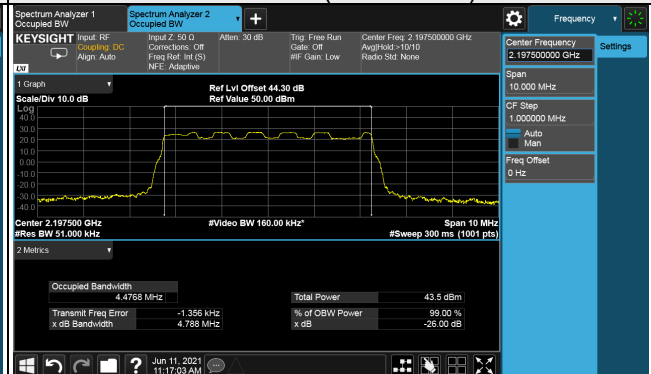 Spectrum Analyzer 1
Occupied BW
Spectrum Analyzer 2
Occupied BW
Frequency
KEYSIGHT
Input: RF
Coupling: DC
Align: Auto
Input Z: 50 Ω
Corrections: Off
Freq Ref: Int (S)
NFE: Adaptive
Atten: 30 dB
Trig: Free Run
Gate: Off
#IF Gain: Low
Center Freq: 2.197500000 GHz
Avg|Hold:>10/10
Radio Std: None
LXI
Center Frequency
2.197500000 GHz
Settings
Span
10.000 MHz
CF Step
1.000000 MHz
Auto
Man
Freq Offset
0 Hz
1 Graph
Scale/Div 10.0 dB
Ref Lvl Offset 44.30 dB
Ref Value 50.00 dBm
Log
40.0
30.0
20.0
10.0
0.00
-10.0
-20.0
-30.0
-40.0
Center 2.197500 GHz
#Video BW 160.00 kHz*
Span 10 MHz
#Res BW 51.000 kHz
#Sweep 300 ms (1001 pts)
2 Metrics
Occupied Bandwidth
4.4768 MHz
Total Power
43.5 dBm
Transmit Freq Error
-1.356 kHz
% of OBW Power
99.00 %
x dB Bandwidth
4.788 MHz
x dB
-26.00 dB
?
Jun 11, 2021
11:17:03 AM